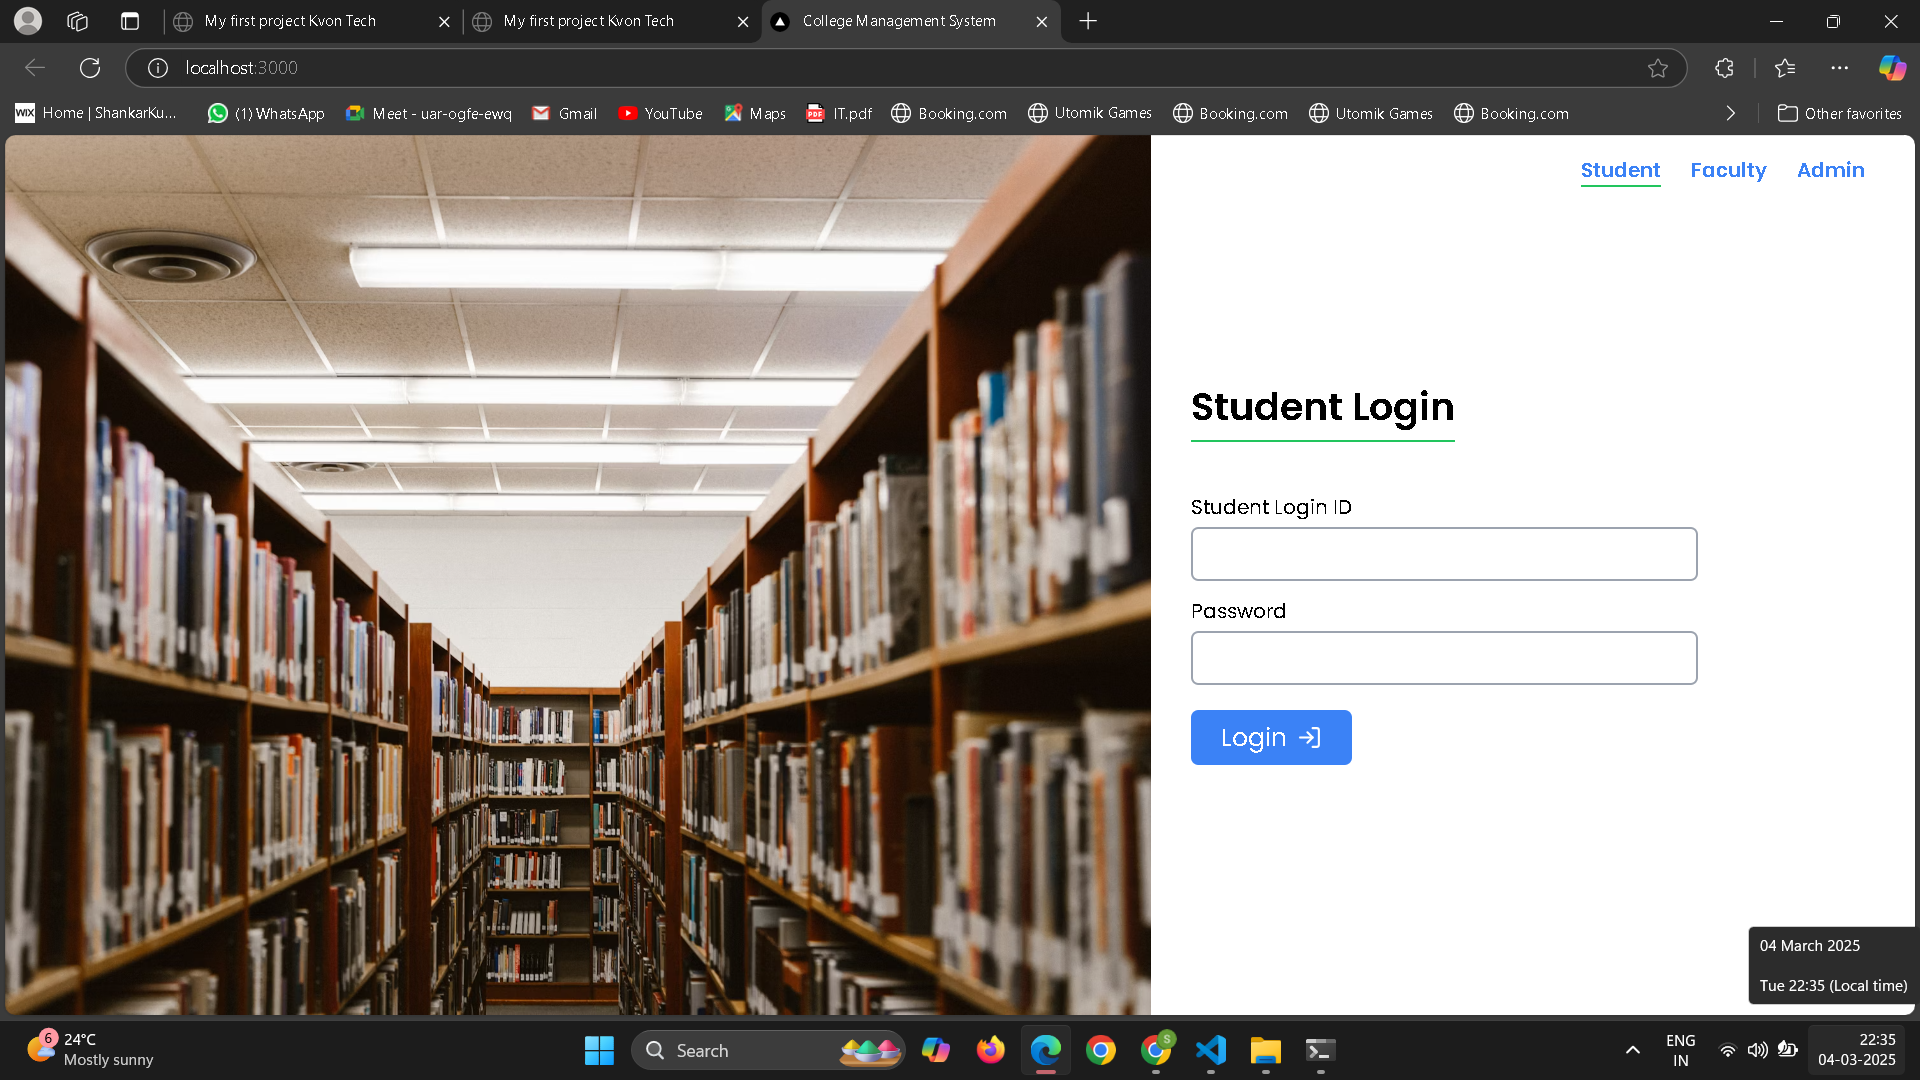 My first project Kvon Tech
My first project Kvon Tech
College Management System
localhost:3000
WIX Home | ShankarKu...
(1) WhatsApp
Meet - uar-ogfe-ewq
Gmail
YouTube
Maps
PDF IT.pdf
Booking.com
Utomik Games
Booking.com
Utomik Games
Booking.com
Other favorites
Student Faculty Admin
Student Login
Student Login ID
Password
Login
04 March 2025
Tue 22:35 (Local time)
6
24°C
Mostly sunny
Search
S
ENG
IN
22:35
04-03-2025